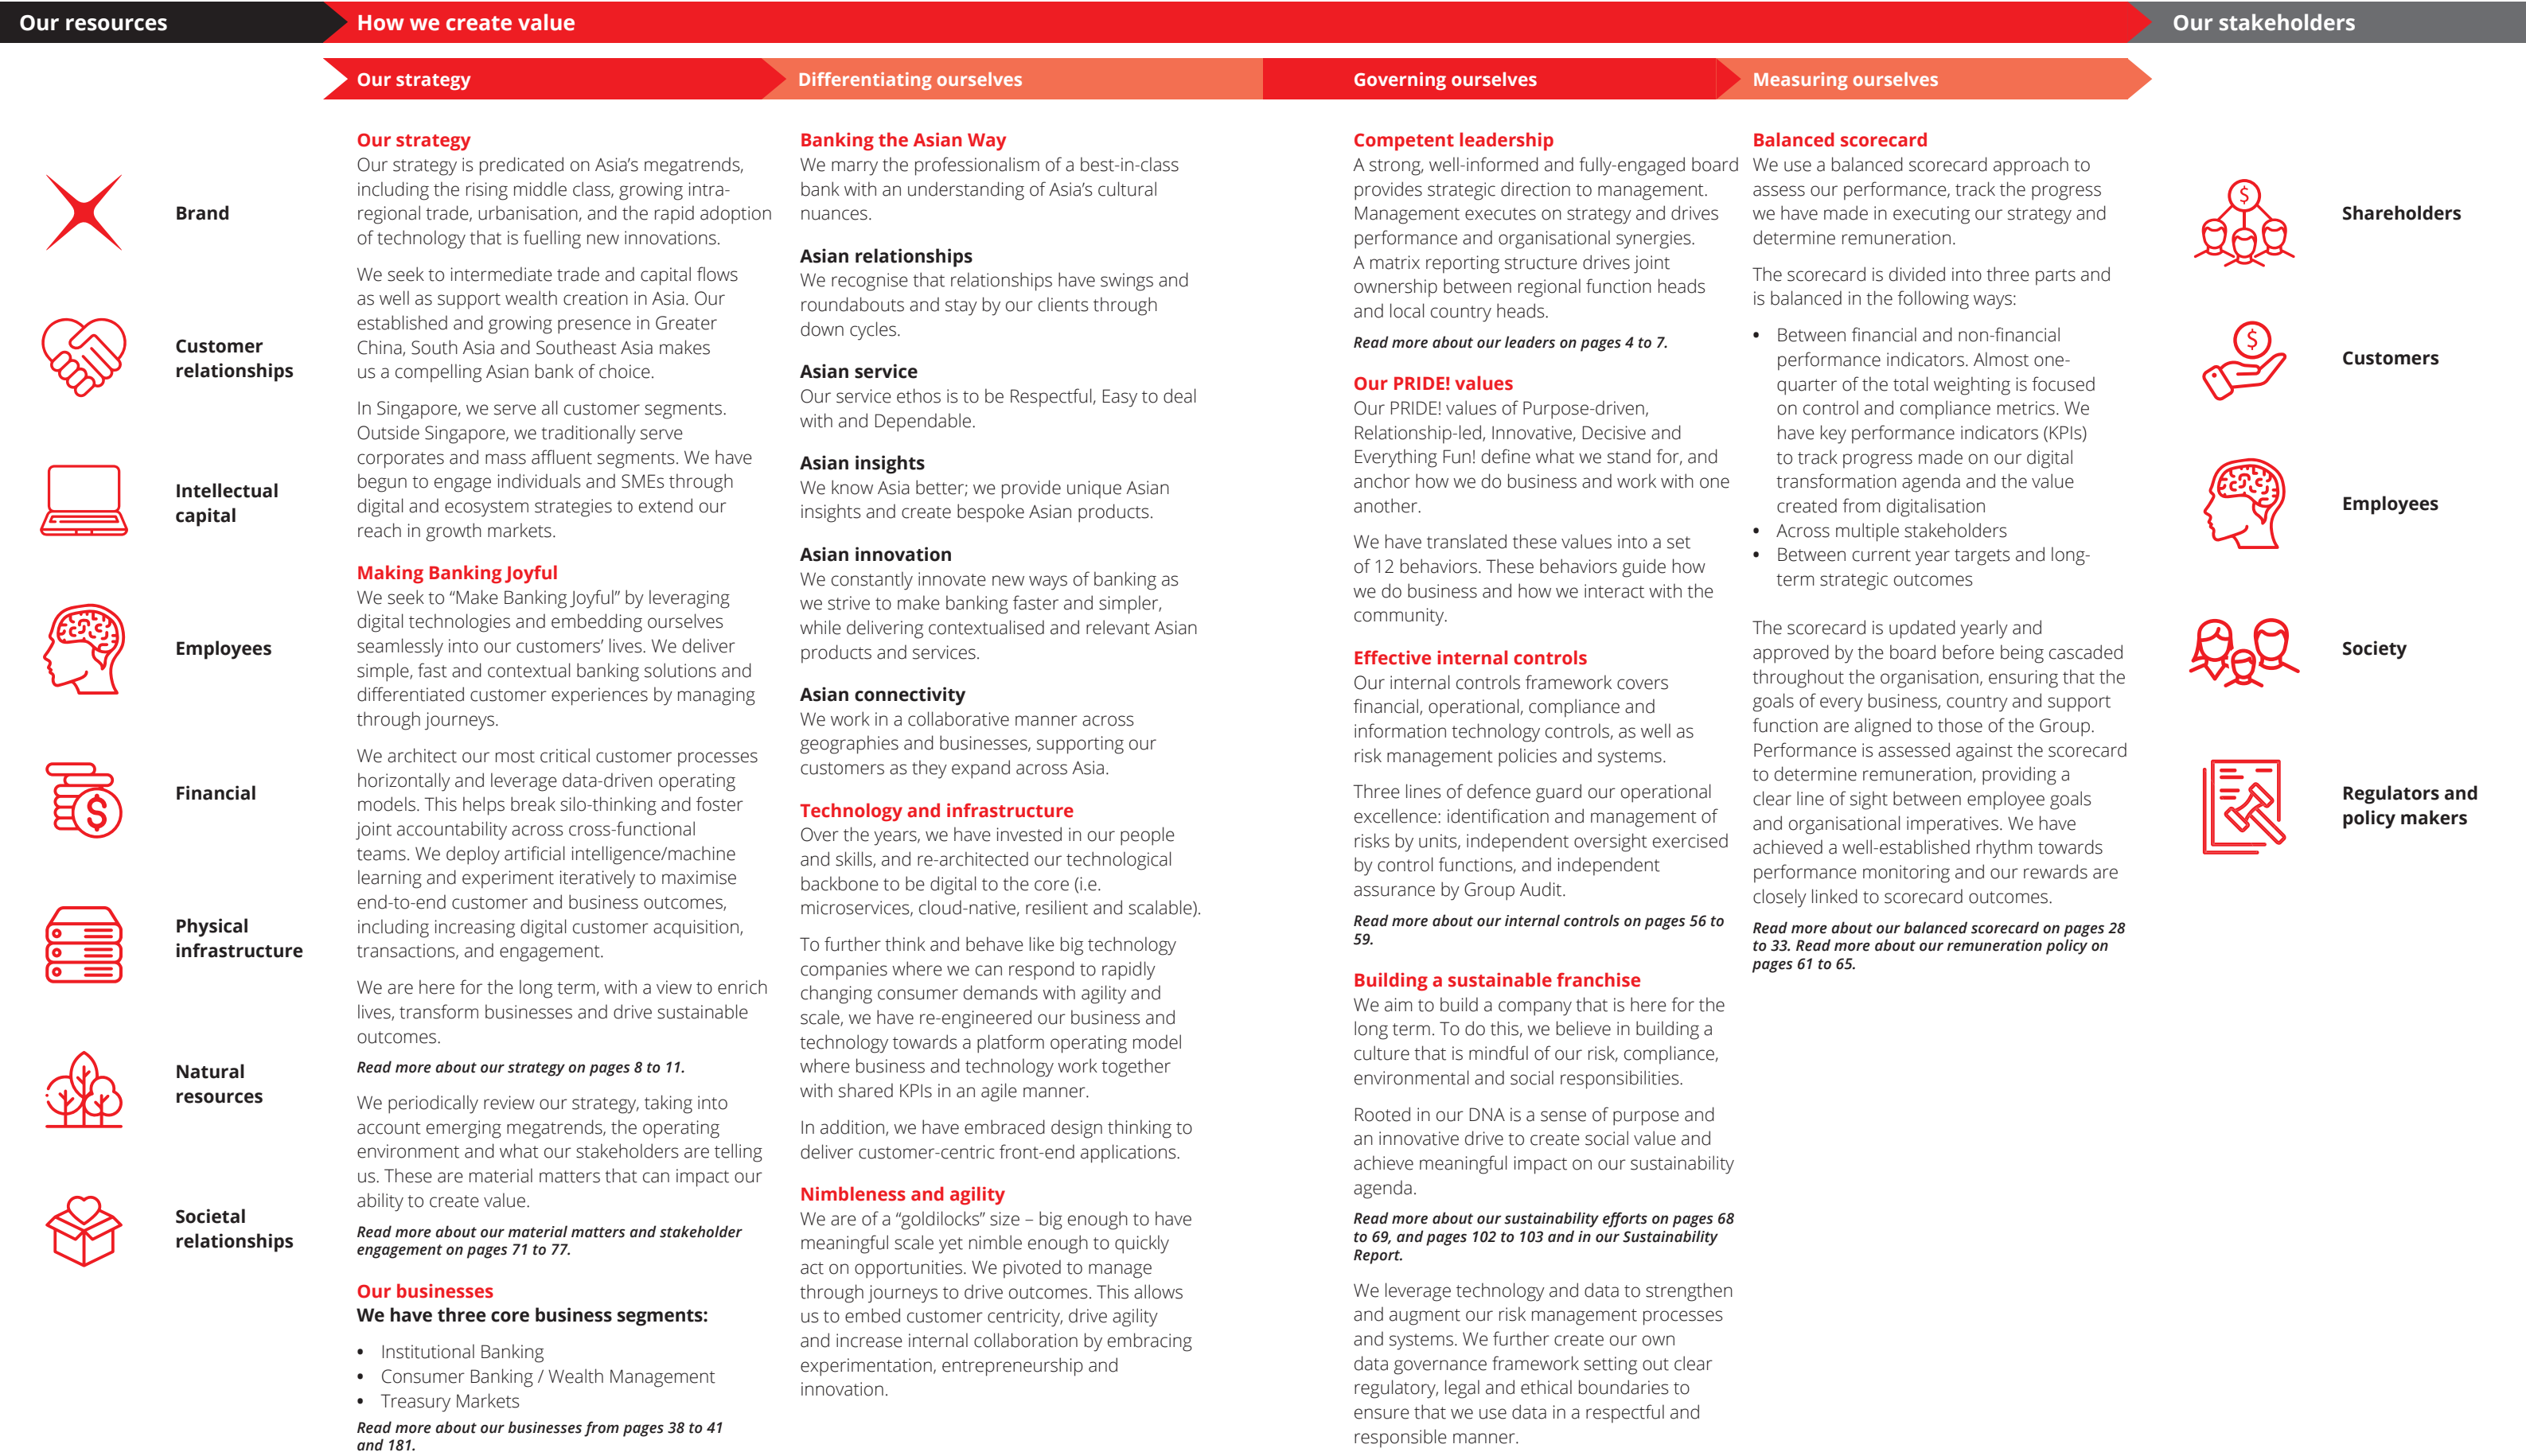 Our resources
How we create value
Our stakeholders
Our strategy
Differentiating ourselves
Governing ourselves
Measuring ourselves
Brand
Customer
relationships
Intellectual
capital
Employees
Financial
Physical
infrastructure
Natural
resources
Societal
relationships
Our strategy
Our strategy is predicated on Asia’s megatrends,
including the rising middle class, growing intra-
regional trade, urbanisation, and the rapid adoption
of technology that is fuelling new innovations.
We seek to intermediate trade and capital flows
as well as support wealth creation in Asia. Our
established and growing presence in Greater
China, South Asia and Southeast Asia makes
us a compelling Asian bank of choice.
In Singapore, we serve all customer segments.
Outside Singapore, we traditionally serve
corporates and mass affluent segments. We have
begun to engage individuals and SMEs through
digital and ecosystem strategies to extend our
reach in growth markets.
Making Banking Joyful
We seek to “Make Banking Joyful” by leveraging
digital technologies and embedding ourselves
seamlessly into our customers’ lives. We deliver
simple, fast and contextual banking solutions and
differentiated customer experiences by managing
through journeys.
We architect our most critical customer processes
horizontally and leverage data-driven operating
models. This helps break silo-thinking and foster
joint accountability across cross-functional
teams. We deploy artificial intelligence/machine
learning and experiment iteratively to maximise
end-to-end customer and business outcomes,
including increasing digital customer acquisition,
transactions, and engagement.
We are here for the long term, with a view to enrich
lives, transform businesses and drive sustainable
outcomes.
Read more about our strategy on pages 8 to 11.
We periodically review our strategy, taking into
account emerging megatrends, the operating
environment and what our stakeholders are telling
us. These are material matters that can impact our
ability to create value.
Read more about our material matters and stakeholder
engagement on pages 71 to 77.
Our businesses
We have three core business segments:
• Institutional Banking
• Consumer Banking / Wealth Management
• Treasury Markets
Read more about our businesses from pages 38 to 41
and 181.
Banking the Asian Way
We marry the professionalism of a best-in-class
bank with an understanding of Asia’s cultural
nuances.
Asian relationships
We recognise that relationships have swings and
roundabouts and stay by our clients through
down cycles.
Asian service
Our service ethos is to be Respectful, Easy to deal
with and Dependable.
Asian insights
We know Asia better; we provide unique Asian
insights and create bespoke Asian products.
Asian innovation
We constantly innovate new ways of banking as
we strive to make banking faster and simpler,
while delivering contextualised and relevant Asian
products and services.
Asian connectivity
We work in a collaborative manner across
geographies and businesses, supporting our
customers as they expand across Asia.
Technology and infrastructure
Over the years, we have invested in our people
and skills, and re-architected our technological
backbone to be digital to the core (i.e.
microservices, cloud-native, resilient and scalable).
To further think and behave like big technology
companies where we can respond to rapidly
changing consumer demands with agility and
scale, we have re-engineered our business and
technology towards a platform operating model
where business and technology work together
with shared KPIs in an agile manner.
In addition, we have embraced design thinking to
deliver customer-centric front-end applications.
Nimbleness and agility
We are of a “goldilocks” size – big enough to have
meaningful scale yet nimble enough to quickly
act on opportunities. We pivoted to manage
through journeys to drive outcomes. This allows
us to embed customer centricity, drive agility
and increase internal collaboration by embracing
experimentation, entrepreneurship and
innovation.
Competent leadership
A strong, well-informed and fully-engaged board
provides strategic direction to management.
Management executes on strategy and drives
performance and organisational synergies.
A matrix reporting structure drives joint
ownership between regional function heads
and local country heads.
Read more about our leaders on pages 4 to 7.
Our PRIDE! values
Our PRIDE! values of Purpose-driven,
Relationship-led, Innovative, Decisive and
Everything Fun! define what we stand for, and
anchor how we do business and work with one
another.
We have translated these values into a set
of 12 behaviors. These behaviors guide how
we do business and how we interact with the
community.
Effective internal controls
Our internal controls framework covers
financial, operational, compliance and
information technology controls, as well as
risk management policies and systems.
Three lines of defence guard our operational
excellence: identification and management of
risks by units, independent oversight exercised
by control functions, and independent
assurance by Group Audit.
Read more about our internal controls on pages 56 to
59.
Building a sustainable franchise
We aim to build a company that is here for the
long term. To do this, we believe in building a
culture that is mindful of our risk, compliance,
environmental and social responsibilities.
Rooted in our DNA is a sense of purpose and
an innovative drive to create social value and
achieve meaningful impact on our sustainability
agenda.
Read more about our sustainability efforts on pages 68
to 69, and pages 102 to 103 and in our Sustainability
Report.
We leverage technology and data to strengthen
and augment our risk management processes
and systems. We further create our own
data governance framework setting out clear
regulatory, legal and ethical boundaries to
ensure that we use data in a respectful and
responsible manner.
Balanced scorecard
We use a balanced scorecard approach to
assess our performance, track the progress
we have made in executing our strategy and
determine remuneration.
The scorecard is divided into three parts and
is balanced in the following ways:
• Between financial and non-financial
performance indicators. Almost one-
quarter of the total weighting is focused
on control and compliance metrics. We
have key performance indicators (KPIs)
to track progress made on our digital
transformation agenda and the value
created from digitalisation
• Across multiple stakeholders
• Between current year targets and long-
term strategic outcomes
The scorecard is updated yearly and
approved by the board before being cascaded
throughout the organisation, ensuring that the
goals of every business, country and support
function are aligned to those of the Group.
Performance is assessed against the scorecard
to determine remuneration, providing a
clear line of sight between employee goals
and organisational imperatives. We have
achieved a well-established rhythm towards
performance monitoring and our rewards are
closely linked to scorecard outcomes.
Read more about our balanced scorecard on pages 28
to 33. Read more about our remuneration policy on
pages 61 to 65.
Shareholders
Customers
Employees
Society
Regulators and
policy makers